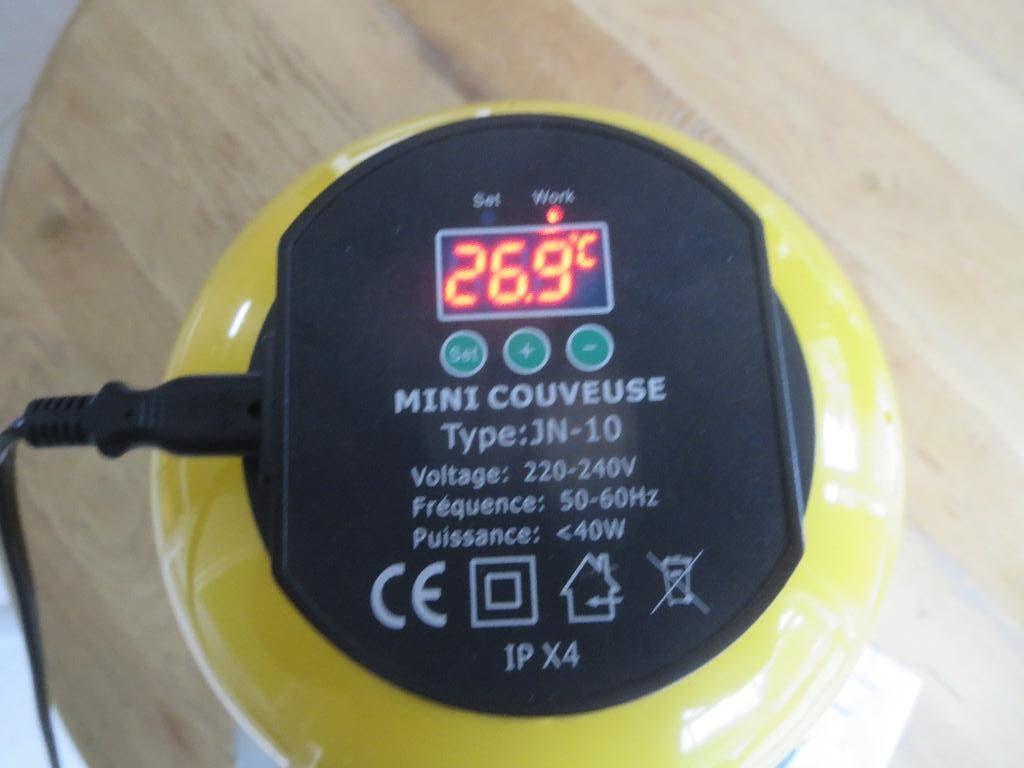 Set Work
26.9°C
Set + -
MINI COUVEUSE
Type:JN-10
Voltage: 220-240V
Fréquence: 50-60Hz
Puissance: <40W
CE
IP X4